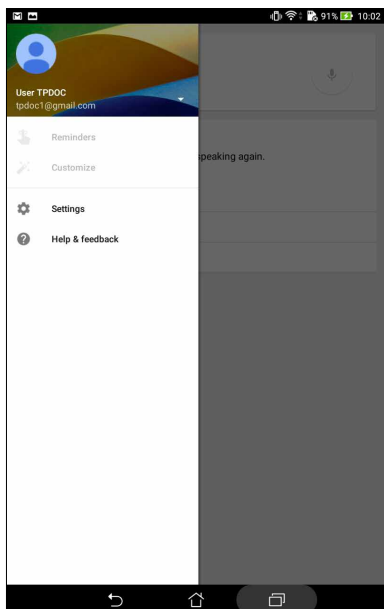 91% 10:02
User TPDOC
tpdoc1@gmail.com
Reminders
Customize
speaking again.
Settings
Help & feedback